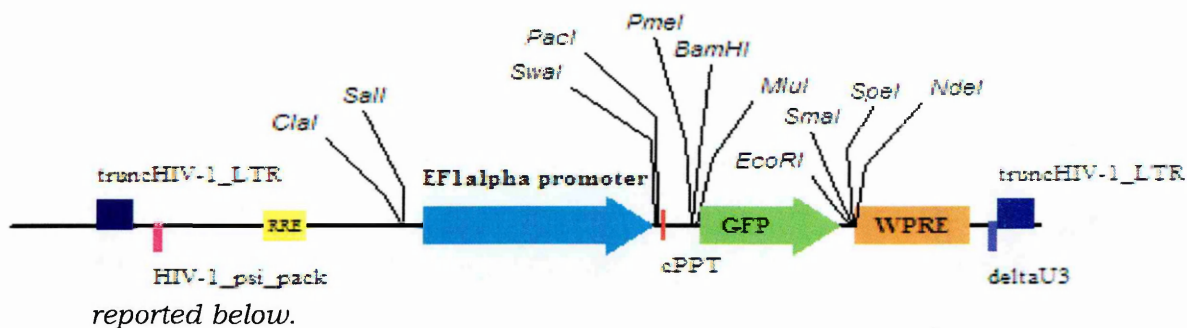 PmeI
PacI
BamHI
SwaI
MluI
SpeI
NdeI
SalI
SmaI
ClaI
EcoRI
truncHIV-1_LTR
EF1alpha promoter
truncHIV-1_LTR
RRE
GFP
WPRE
cPPT
HIV-1_psi_pack
deltaU3
reported below.